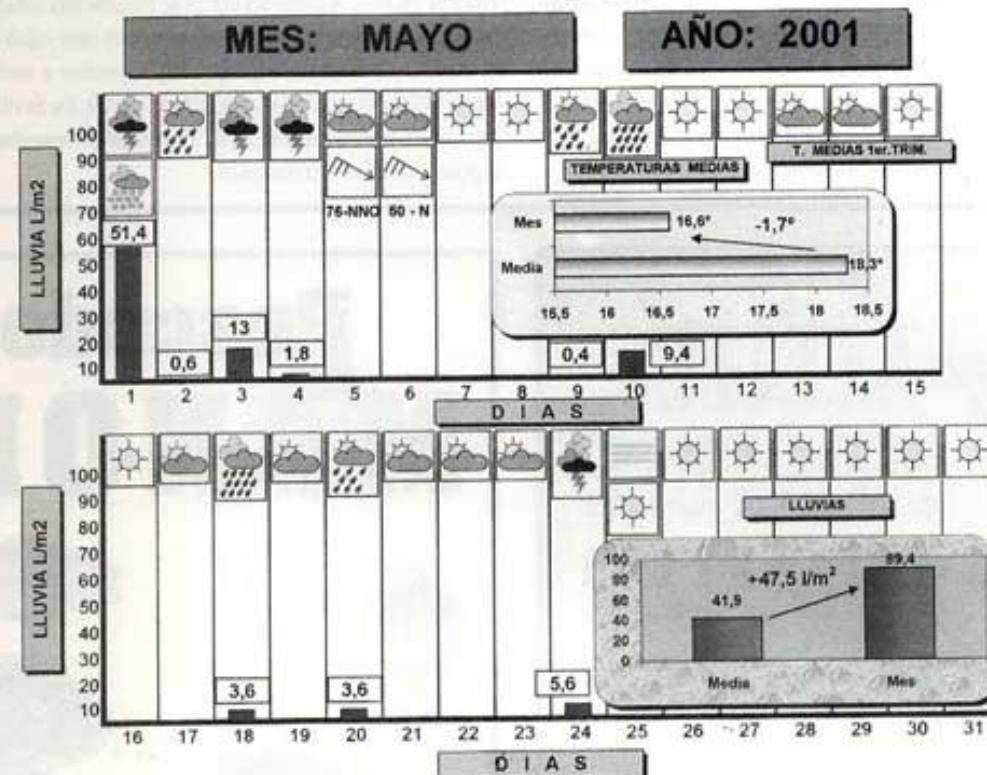 MES: MAYO
AÑO: 2001
LLUVIA L/m2
100
90
80
70
60
50
40
30
20
10
76-NNO 50 - N
51,4
0,6
13
1,8
0,4
9,4
TEMPERATURAS MEDIAS
T. MEDIAS 1er.TRIM.
Mes
16,6°
-1,7º
Media
18,3°
15,5 16 16,5 17 17,5 18 18,5
1 2 3 4 5 6 7 8 9 10 11 12 13 14 15
D I A S
LLUVIA L/m2
100
90
80
70
60
50
40
30
20
10
3,6
3,6
5,6
LLUVIAS
100
80
60
40
20
0
41,9
+47,5 l/m²
89,4
Media Mes
16 17 18 19 20 21 22 23 24 25 26 27 28 29 30 31
D I A S